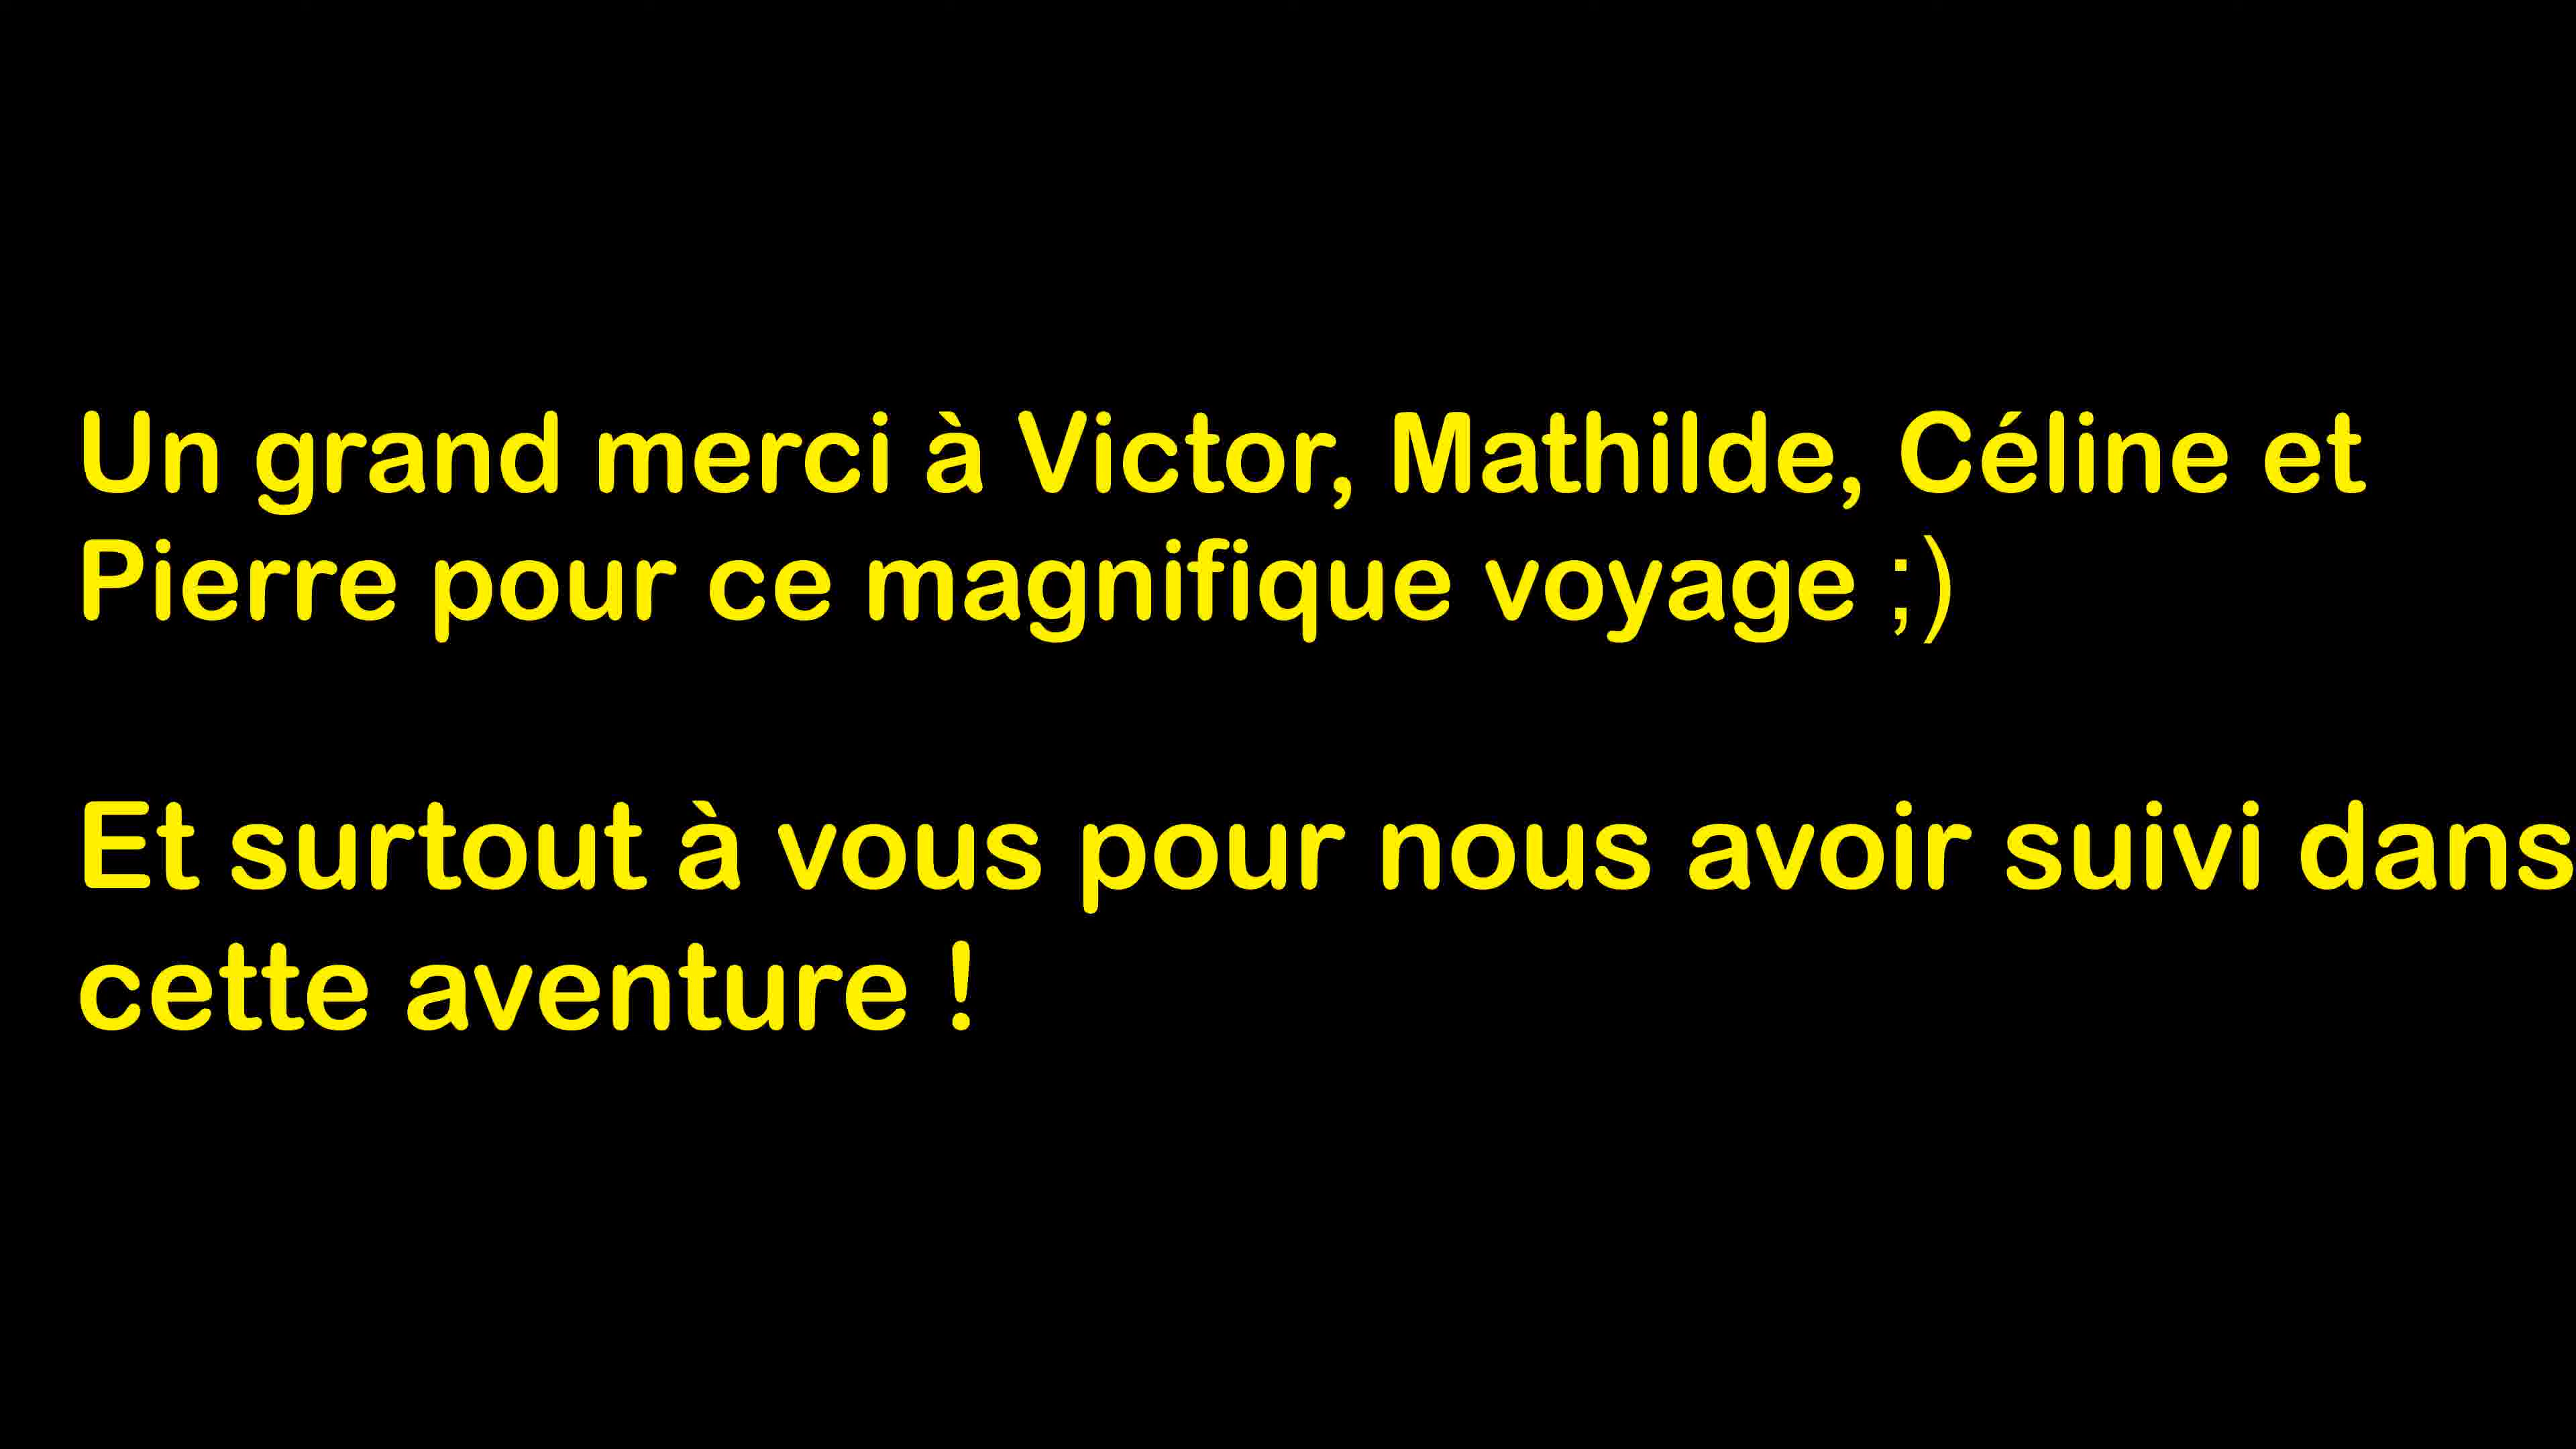 Un grand merci à Victor, Mathilde, Céline et
Pierre pour ce magnifique voyage ;)
Et surtout à vous pour nous avoir suivi dans
cette aventure !